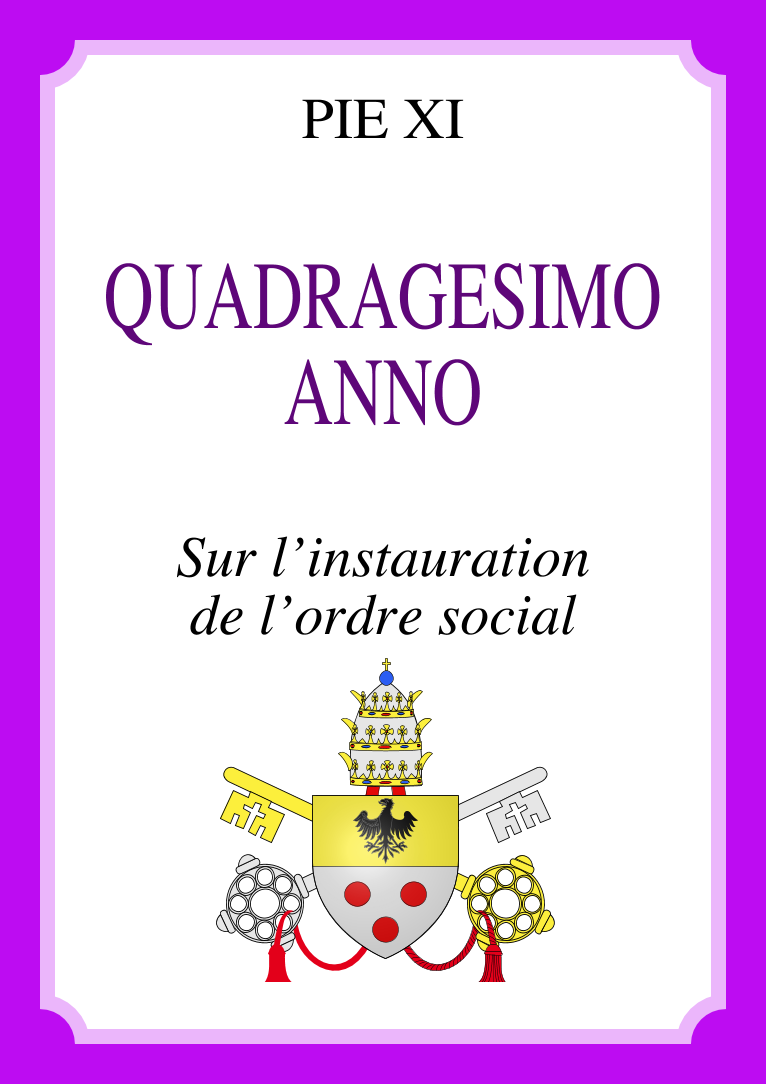 PIE XI
QUADRAGESIMO
ANNO
Sur l’instauration
de l’ordre social